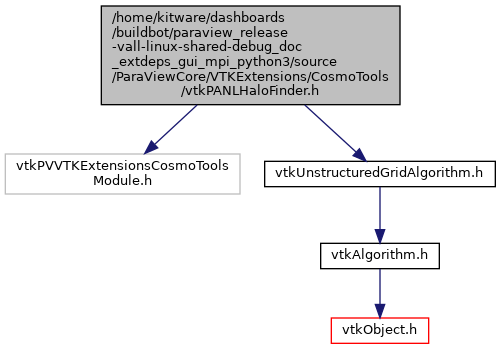 /home/kitware/dashboards
/buildbot/paraview_release
-vall-linux-shared-debug_doc
_extdeps_gui_mpi_python3/source
/ParaViewCore/VTKExtensions/CosmoTools
/vtkPANLHaloFinder.h
vtkPVVTKExtensionsCosmoTools
Module.h
vtkUnstructuredGridAlgorithm.h
vtkAlgorithm.h
vtkObject.h